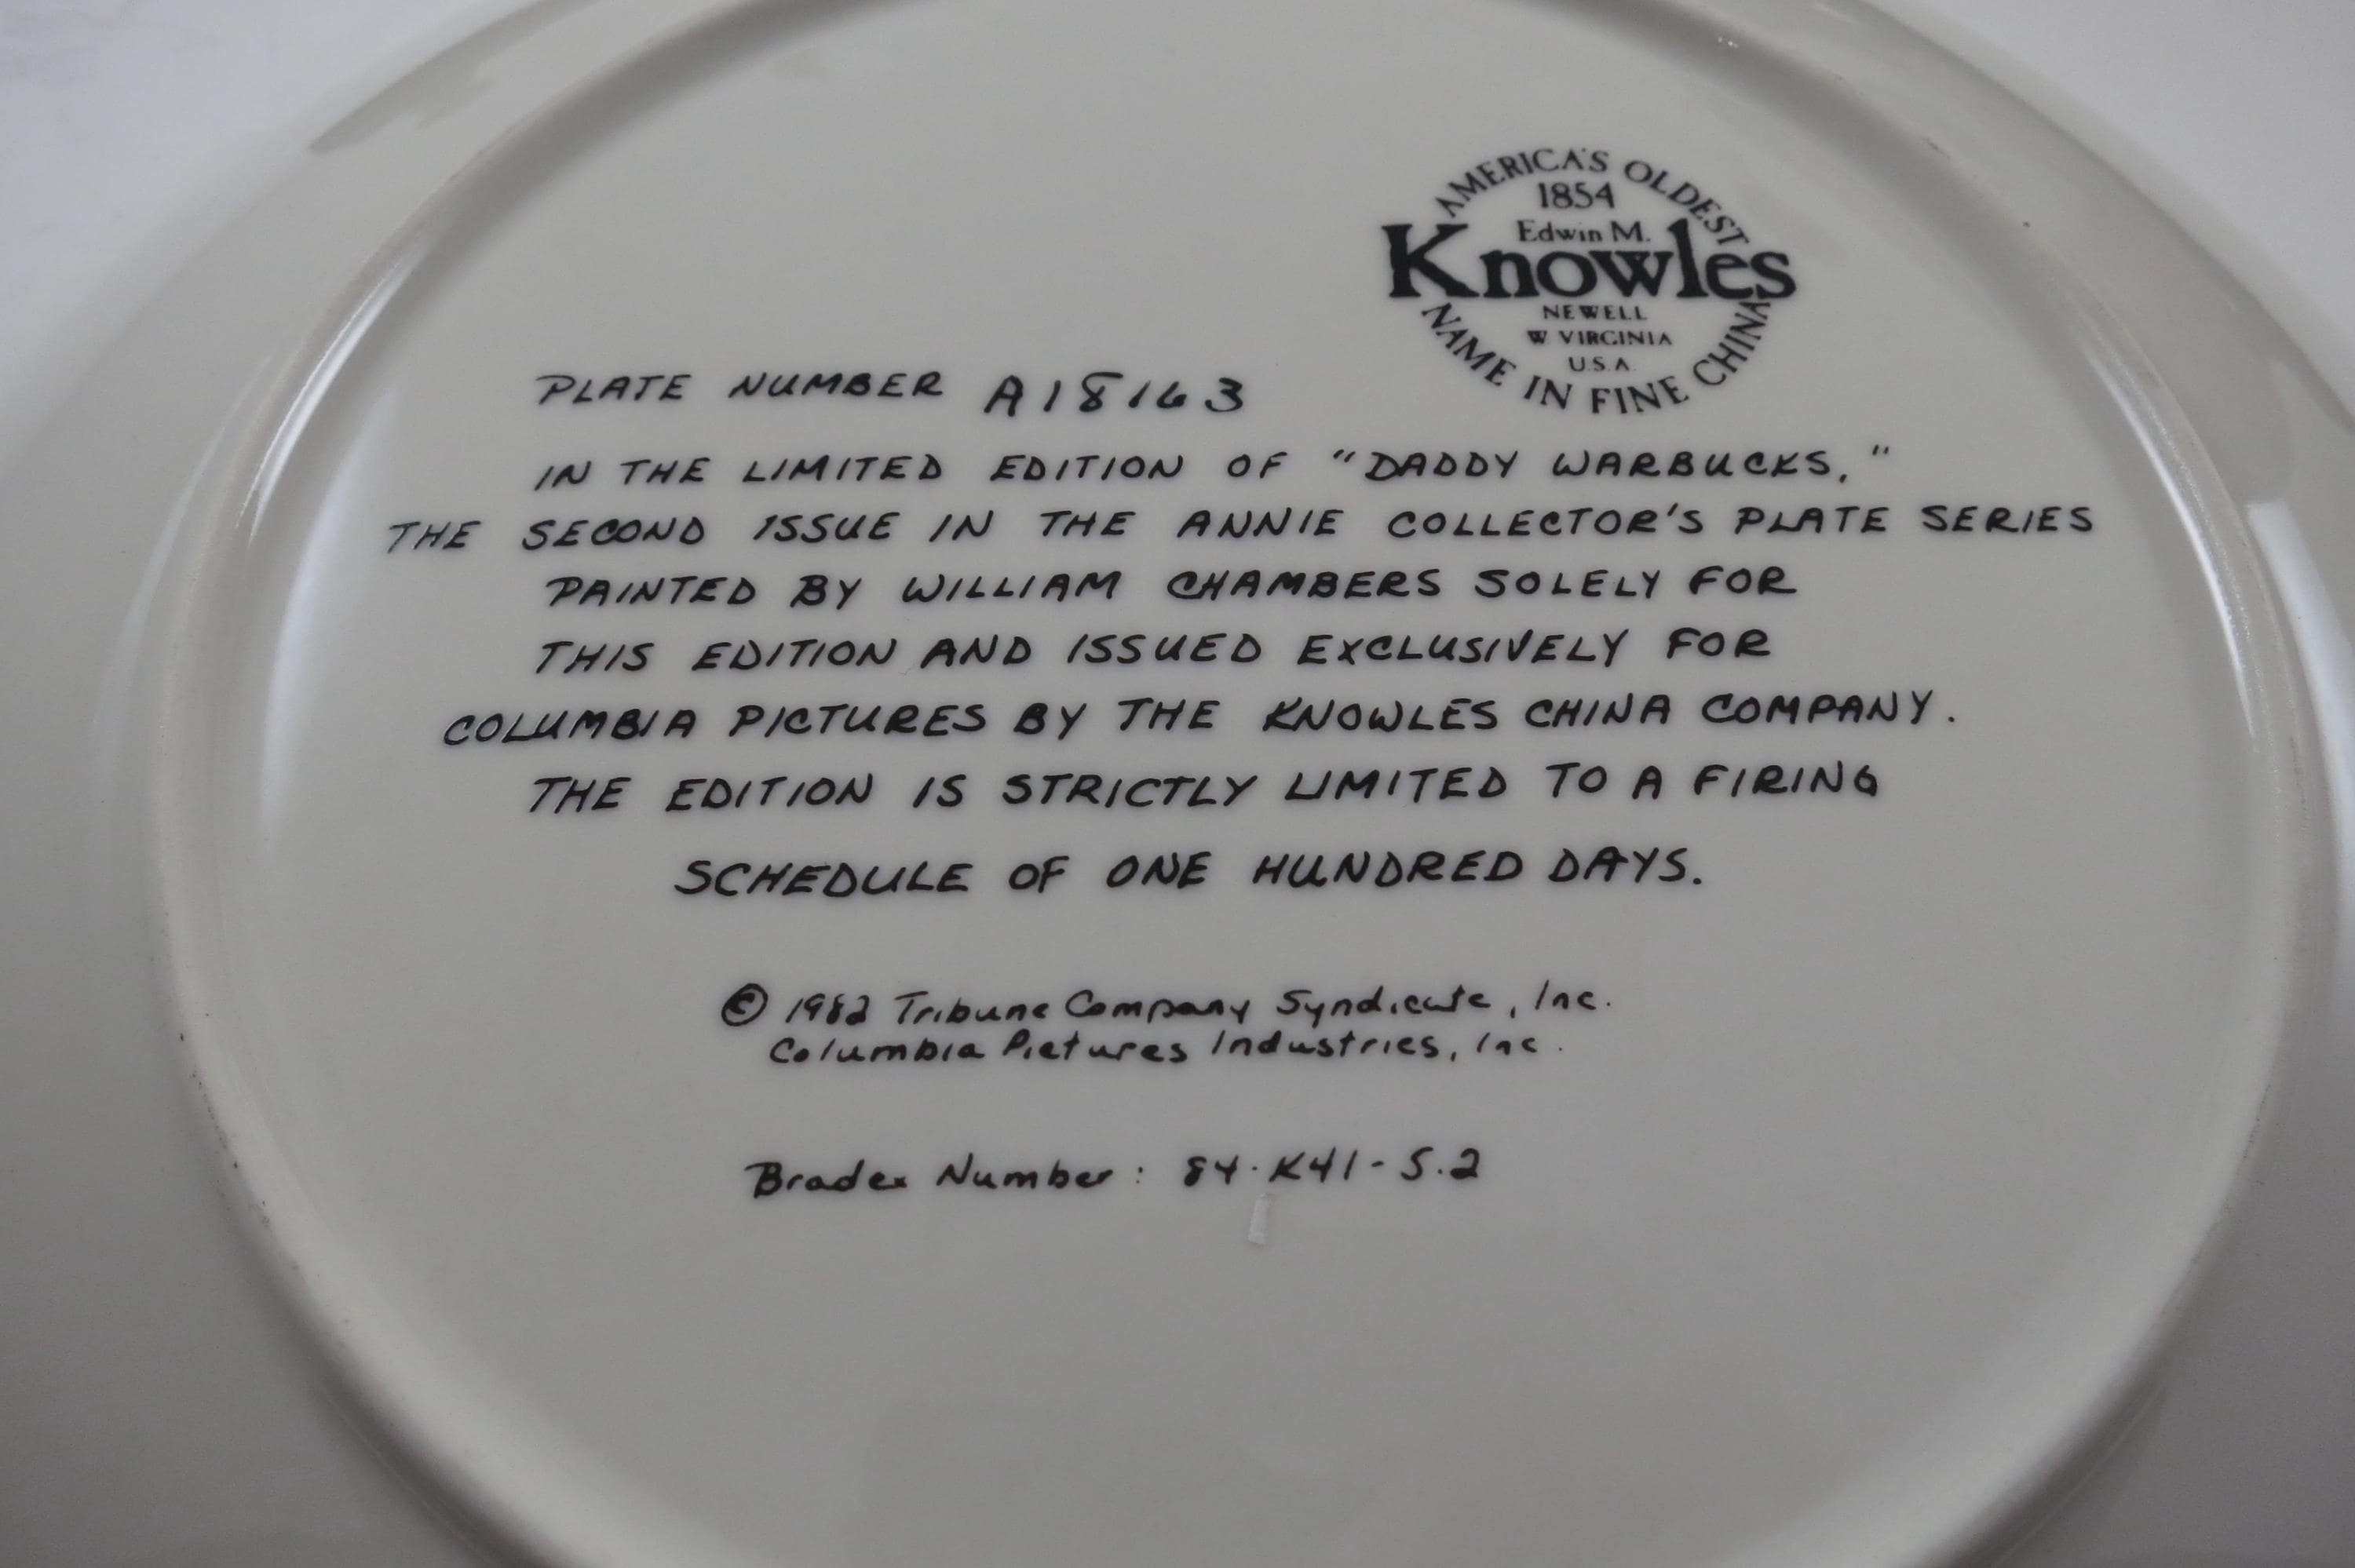 AMERICA'S OLDEST
1854
Edwin M.
Knowles
NEWELL
W VIRGINIA
U.S.A.
NAME IN FINE CHINA
PLATE NUMBER A18163
IN THE LIMITED EDITION OF "DADDY WARBUCKS,"
THE SECOND ISSUE IN THE ANNIE COLLECTOR'S PLATE SERIES
PAINTED BY WILLIAM CHAMBERS SOLELY FOR
THIS EDITION AND ISSUED EXCLUSIVELY FOR
COLUMBIA PICTURES BY THE KNOWLES CHINA COMPANY.
THE EDITION IS STRICTLY LIMITED TO A FIRING
SCHEDULE OF ONE HUNDRED DAYS.
© 1982 Tribune Company Syndicate, Inc.
Columbia Pictures Industries, Inc.
Bradex Number: 84-K41-5.2